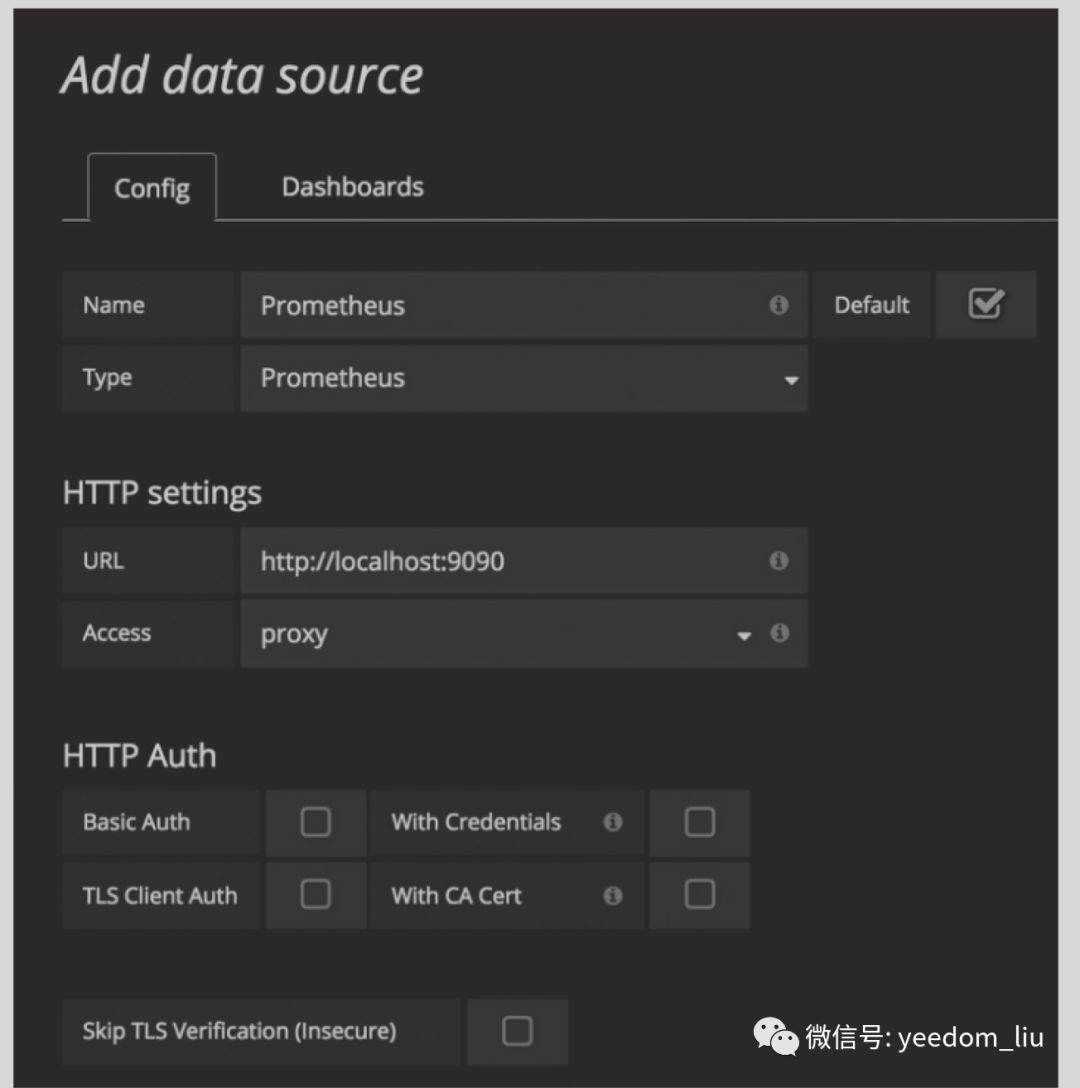 Add data source
Config Dashboards
Name Prometheus Default
Type Prometheus
HTTP settings
URL http://localhost:9090
Access proxy
HTTP Auth
Basic Auth With Credentials
TLS Client Auth With CA Cert
Skip TLS Verification (Insecure)
微信号: yeedom_liu